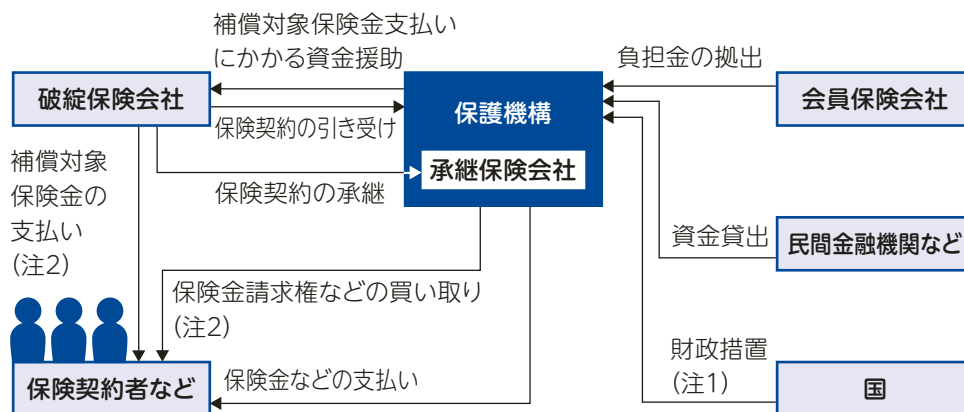 補償対象保険金支払い
にかかる資金援助
負担金の拠出
破綻保険会社
保護機構
会員保険会社
保険契約の引き受け
補償対象
保険金の
支払い
(注2)
承継保険会社
保険契約の承継
資金貸出
民間金融機関など
保険金請求権などの買い取り
(注2)
財政措置
(注1)
保険契約者など
保険金などの支払い
国